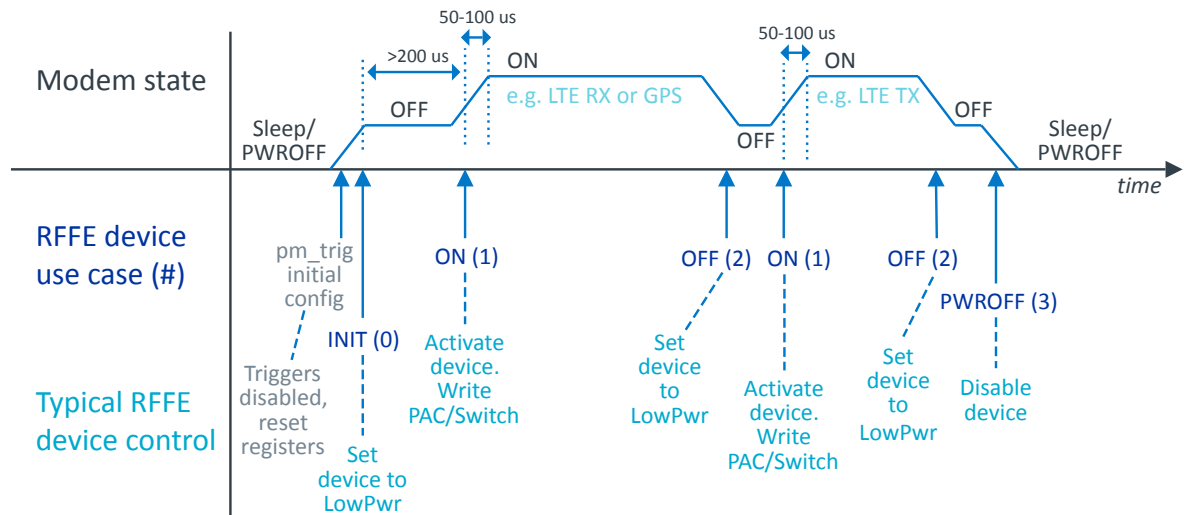 50-100 us
50-100 us
>200 us
ON
ON
Modem state
e.g. LTE RX or GPS
e.g. LTE TX
OFF
OFF
OFF
Sleep/
PWROFF
Sleep/
PWROFF
time
RFFE device
use case (#)
pm_trig
initial
config
INIT (0)
ON (1)
OFF (2)
ON (1)
OFF (2)
PWROFF (3)
Typical RFFE
device control
Triggers
disabled,
reset
registers
Set
device to
LowPwr
Activate
device.
Write
PAC/Switch
Set
device
to
LowPwr
Activate
device.
Write
PAC/Switch
Set
device
to
LowPwr
Disable
device